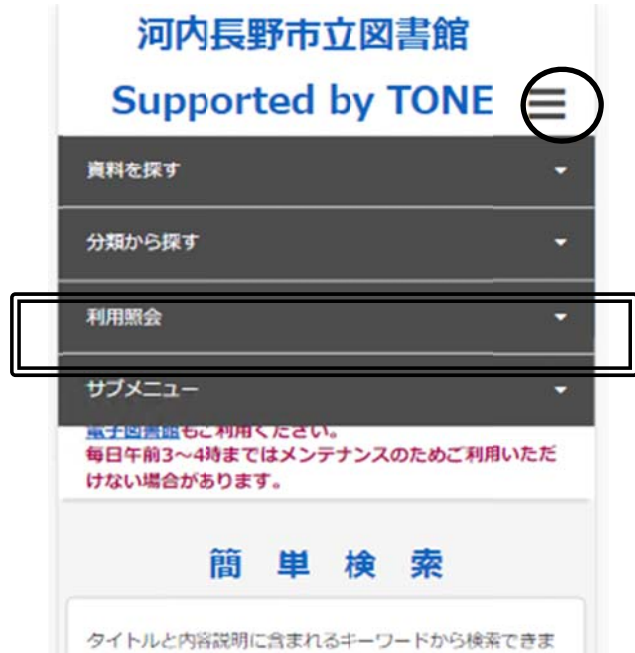 河内長野市立図書館
Supported by TONE
資料を探す
分類から探す
利用照会
サブメニュー
電子図書館もご利用ください。
毎日午前3～4時まではメンテナンスのためご利用いただ
けない場合があります。
簡単検索
タイトルと内容説明に含まれるキーワードから検索できま